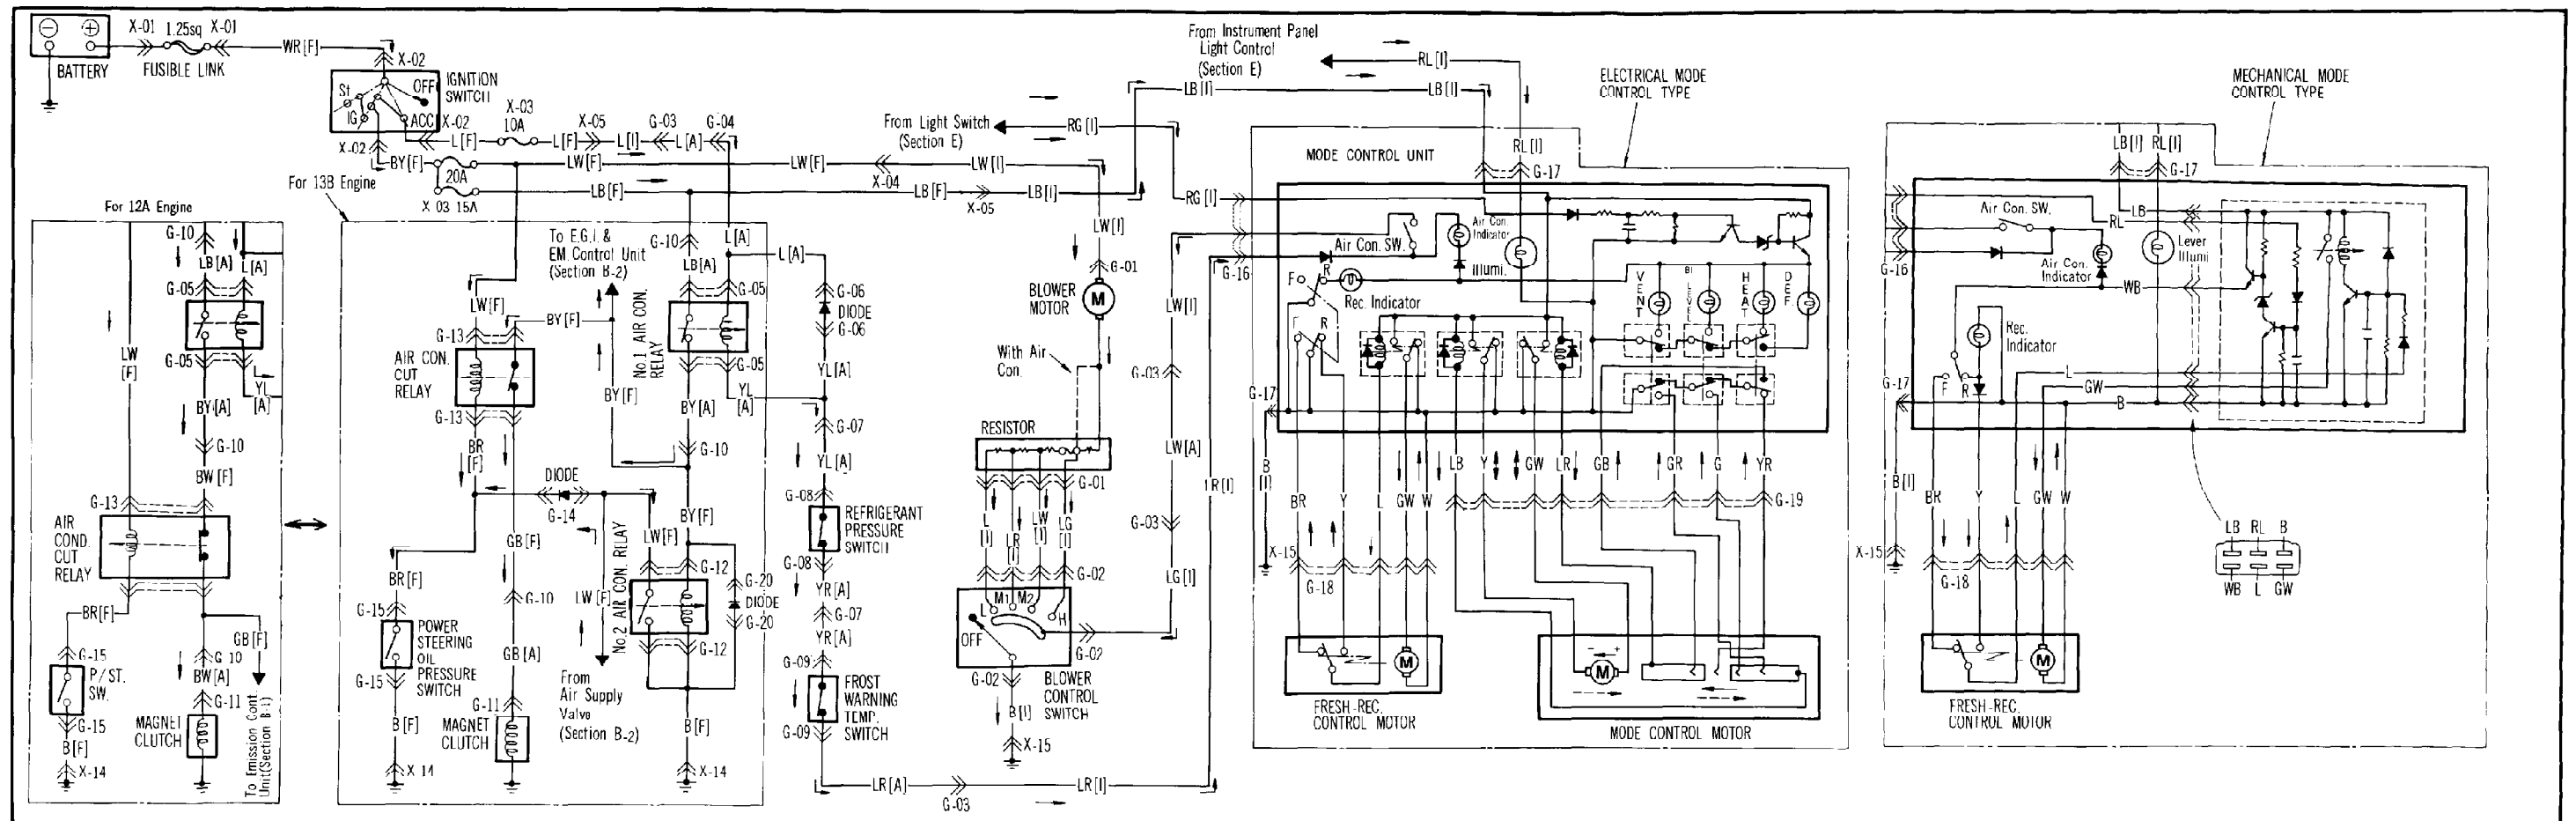 X-01 1.25sq X-01
BATTERY
FUSIBLE LINK
WR[F]
X-02
IGNITION
SWITCH
St
OFF
IG
ACC
X-02
X-02
L[F]
X-03
10A
L[F]
X-05
L[I]
G-03
L[A]
G-04
BY[F]
20A
LW[F]
LW[F]
X-04
LW[I]
X-03 15A
LB[F]
LB[F]
X-05
LB[I]
LB[I]
LB[I]
From Light Switch
(Section E)
RG[I]
From Instrument Panel
Light Control
(Section E)
RL[I]
RL[I]
G-17
RG[I]
For 12A Engine
G-10
LB[A]
L[A]
G-05
G-05
LW
[F]
BY[A]
YL
[A]
G-10
BW[F]
G-13
AIR
COND.
CUT
RELAY
BR[F]
GB[F]
G-15
P/ST.
SW.
G-15
B[F]
X-14
G-10
BW[A]
G-11
MAGNET
CLUTCH
To Emission Cont.
Unit(Section B-1)
For 13B Engine
To E.G.I. &
EM.Control Unit
(Section B-2)
G-10
LB[A]
L[A]
L[A]
G-05
G-05
LW[F]
G-13
BY[F]
AIR CON.
CUT
RELAY
G-13
BY[F]
No.1 AIR CON.
RELAY
BY[A]
YL
[A]
G-10
BR
[F]
DIODE
G-14
GB[F]
LW[F]
BY[F]
G-12
G-12
G-20
DIODE
G-20
No.2 AIR CON. RELAY
LW[F]
BR[F]
G-15
POWER
STEERING
OIL
PRESSURE
SWITCH
G-15
B[F]
X-14
G-10
GB[A]
G-11
MAGNET
CLUTCH
From
Air Supply
Valve
(Section B-2)
B[F]
X-14
G-06
DIODE
G-06
YL[A]
G-07
YL[A]
G-08
REFRIGERANT
PRESSURE
SWITCH
G-08
YR[A]
G-07
YR[A]
G-09
FROST
WARNING
TEMP.
SWITCH
G-09
LR[A]
G-03
LR[I]
LW[I]
G-01
BLOWER
MOTOR
M
With Air
Con.
RESISTOR
G-01
L
[I]
LR
[I]
LW
[I]
LG
[I]
G-02
L
M1
M2
H
OFF
G-02
G-02
BLOWER
CONTROL
SWITCH
B[I]
X-15
LW[I]
G-03
LW[A]
G-03
LG[I]
LR[I]
G-16
MODE CONTROL UNIT
ELECTRICAL MODE
CONTROL TYPE
Air Con. SW.
Air Con.
Indicator
Illumi.
F
R
Rec. Indicator
F
R
VENT
BI LEVEL
HEAT
DEF.
G-17
B
[I]
X-15
BR
Y
L
GW
W
LB
Y
GW
LR
GB
GR
G
YR
G-18
G-19
M
FRESH-REC.
CONTROL MOTOR
M
- +
MODE CONTROL MOTOR
MECHANICAL MODE
CONTROL TYPE
LB[I]
RL[I]
G-17
Air Con. SW.
LB
RL
G-16
Air Con.
Indicator
Lever
Illumi
WB
Rec.
Indicator
F
R
L
GW
B
G-17
B[I]
X-15
BR
Y
L
GW
W
G-18
M
FRESH-REC.
CONTROL MOTOR
LB RL B
WB L GW